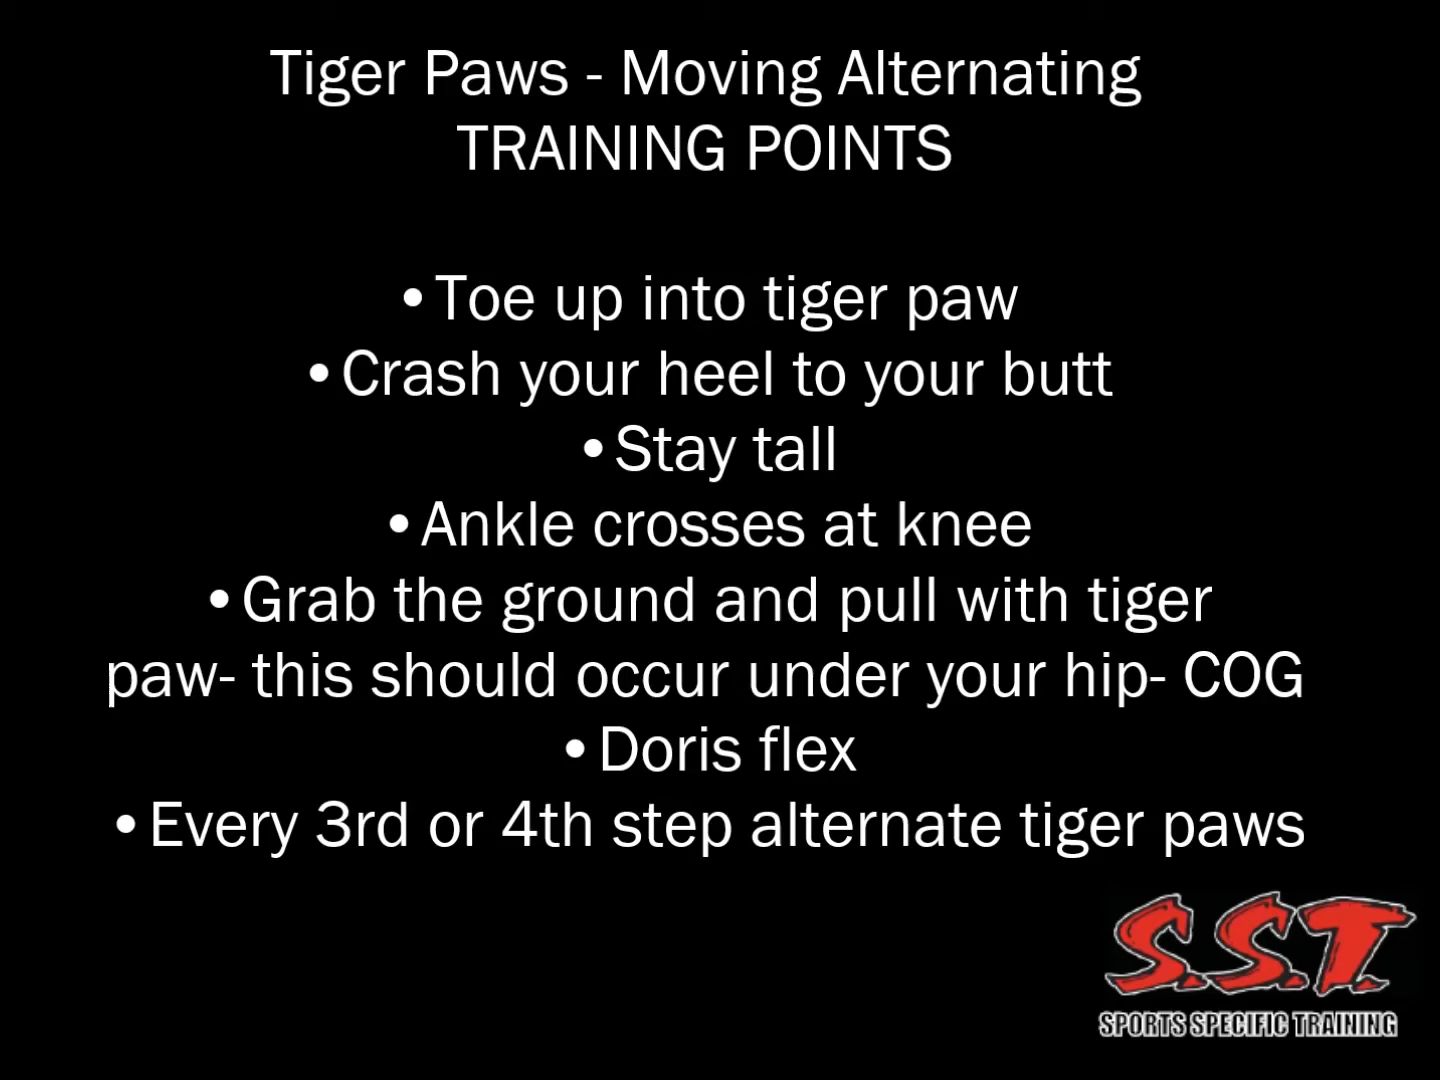 Tiger Paws - Moving Alternating
TRAINING POINTS
•Toe up into tiger paw
•Crash your heel to your butt
•Stay tall
•Ankle crosses at knee
•Grab the ground and pull with tiger
paw- this should occur under your hip- COG
•Doris flex
•Every 3rd or 4th step alternate tiger paws
S.S.T.
SPORTS SPECIFIC TRAINING